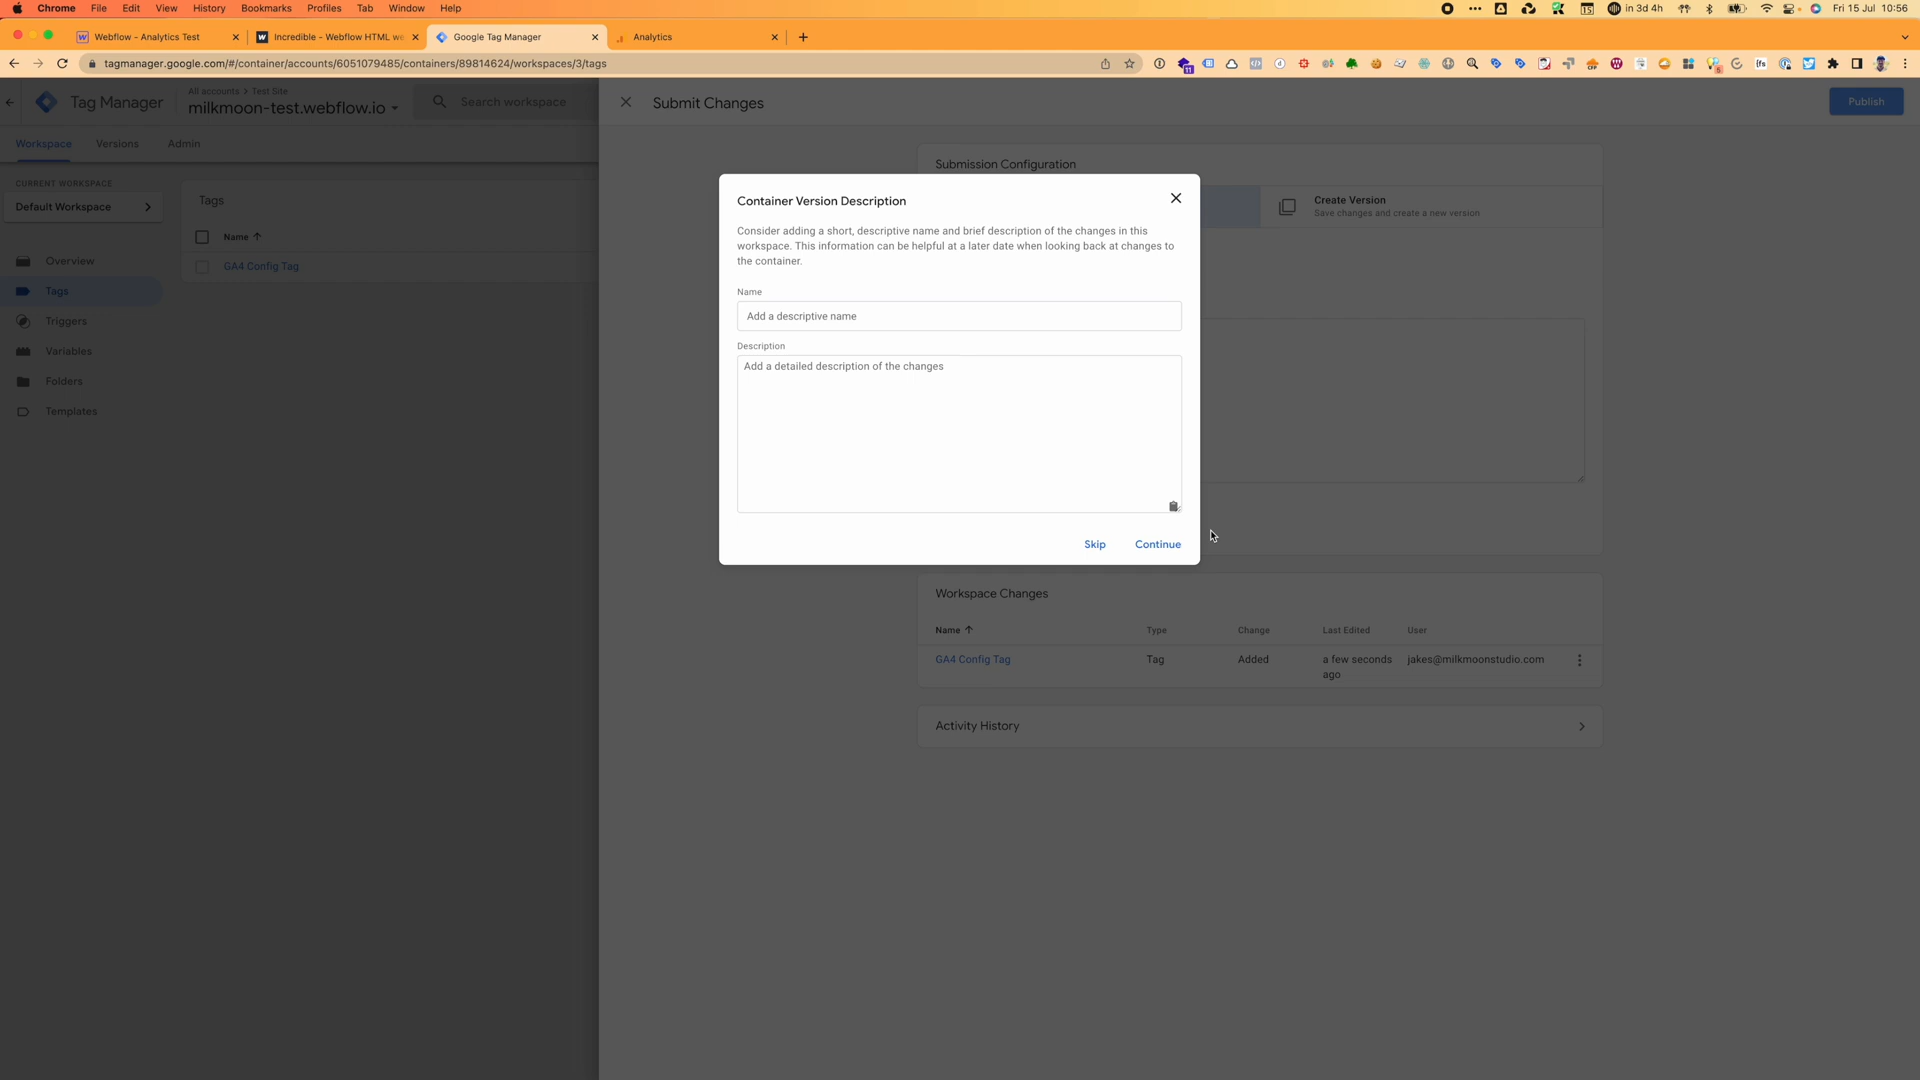 Chrome File Edit View History Bookmarks Profiles Tab Window Help
15 in 3d 4h Fri 15 Jul 10:56
Webflow - Analytics Test
Incredible - Webflow HTML we
Google Tag Manager
Analytics
tagmanager.google.com/#/container/accounts/6051079485/containers/89814624/workspaces/3/tags
Tag Manager
All accounts > Test Site
milkmoon-test.webflow.io
Search workspace
Submit Changes
Publish
Workspace Versions Admin
CURRENT WORKSPACE
Default Workspace
Overview
Tags
Triggers
Variables
Folders
Templates
Tags
Name
GA4 Config Tag
Submission Configuration
Create Version
Save changes and create a new version
Container Version Description
Consider adding a short, descriptive name and brief description of the changes in this
workspace. This information can be helpful at a later date when looking back at changes to
the container.
Name
Add a descriptive name
Description
Add a detailed description of the changes
Skip Continue
Workspace Changes
Name Type Change Last Edited User
GA4 Config Tag Tag Added a few seconds ago jakes@milkmoonstudio.com
Activity History